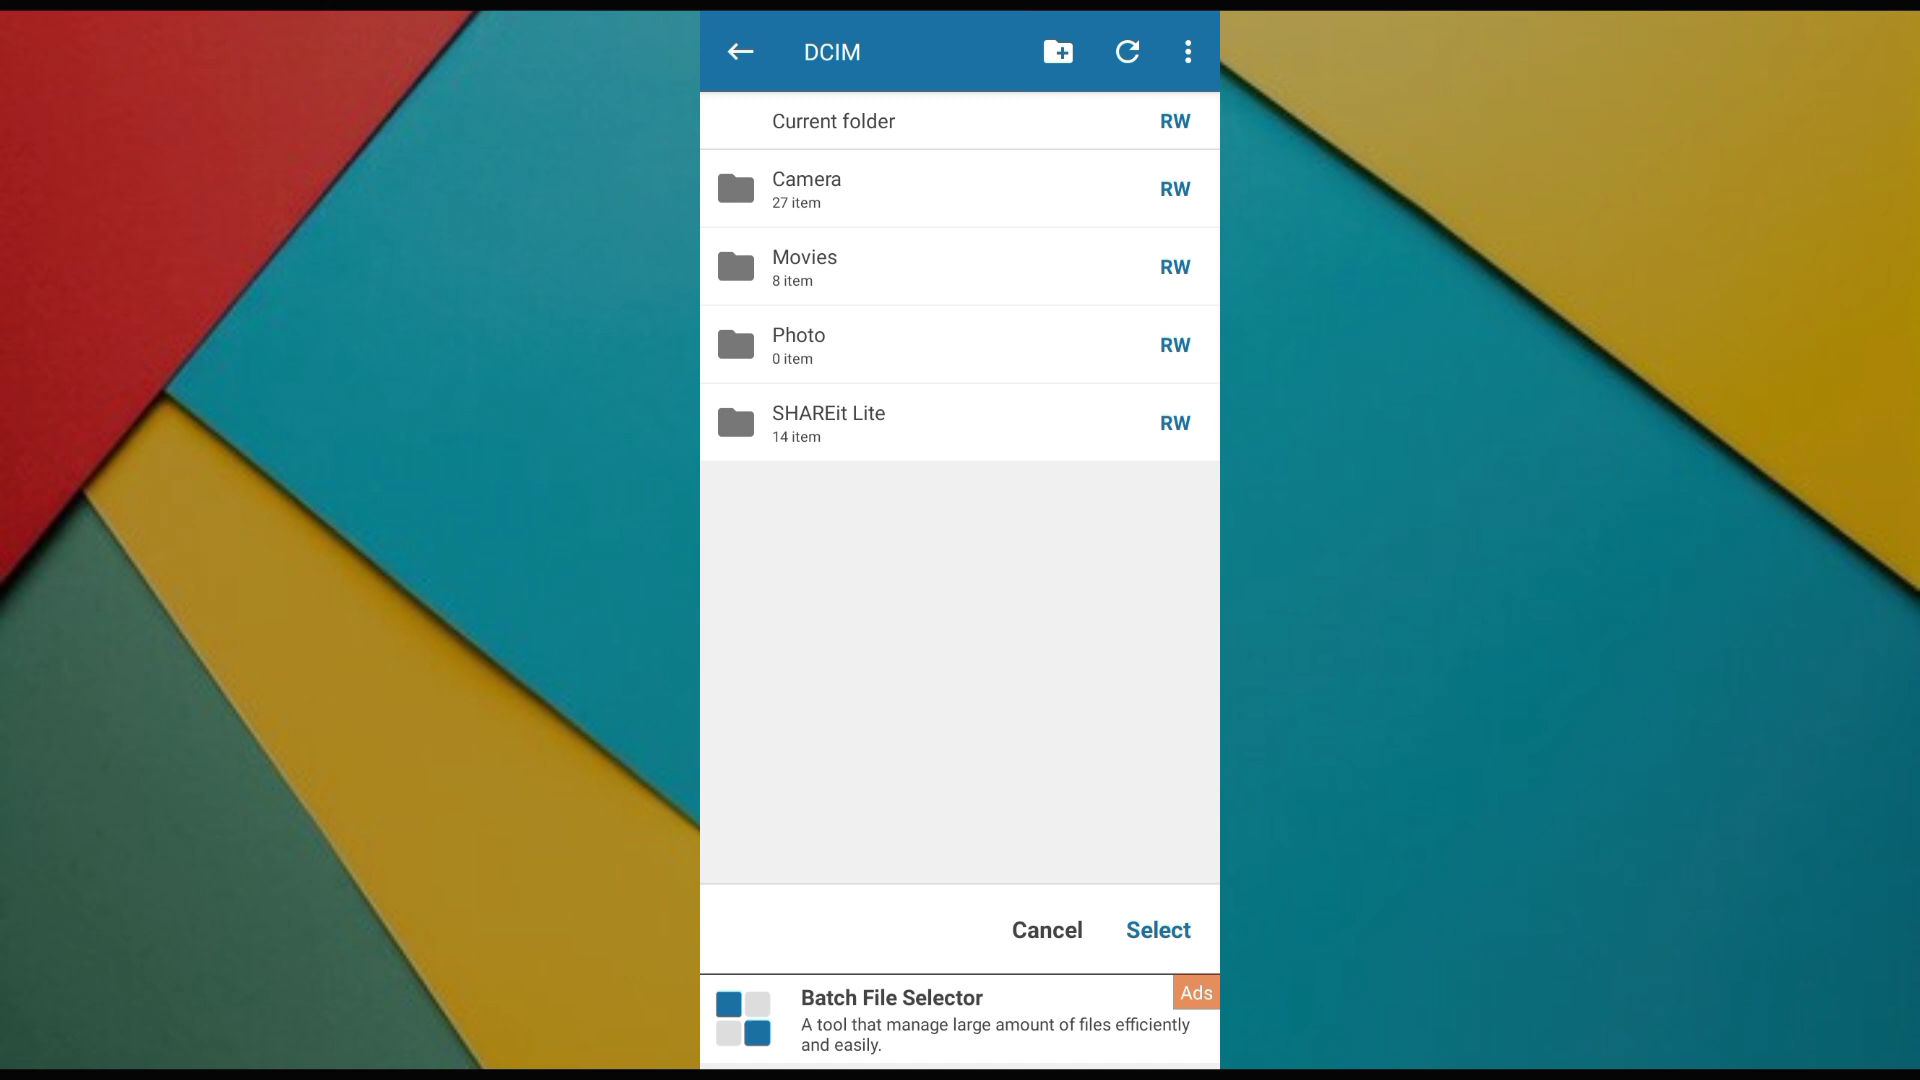 DCIM
Current folder RW
Camera
27 item
RW
Movies
8 item
RW
Photo
0 item
RW
SHAREit Lite
14 item
RW
Cancel Select
Batch File Selector
Ads
A tool that manage large amount of files efficiently
and easily.